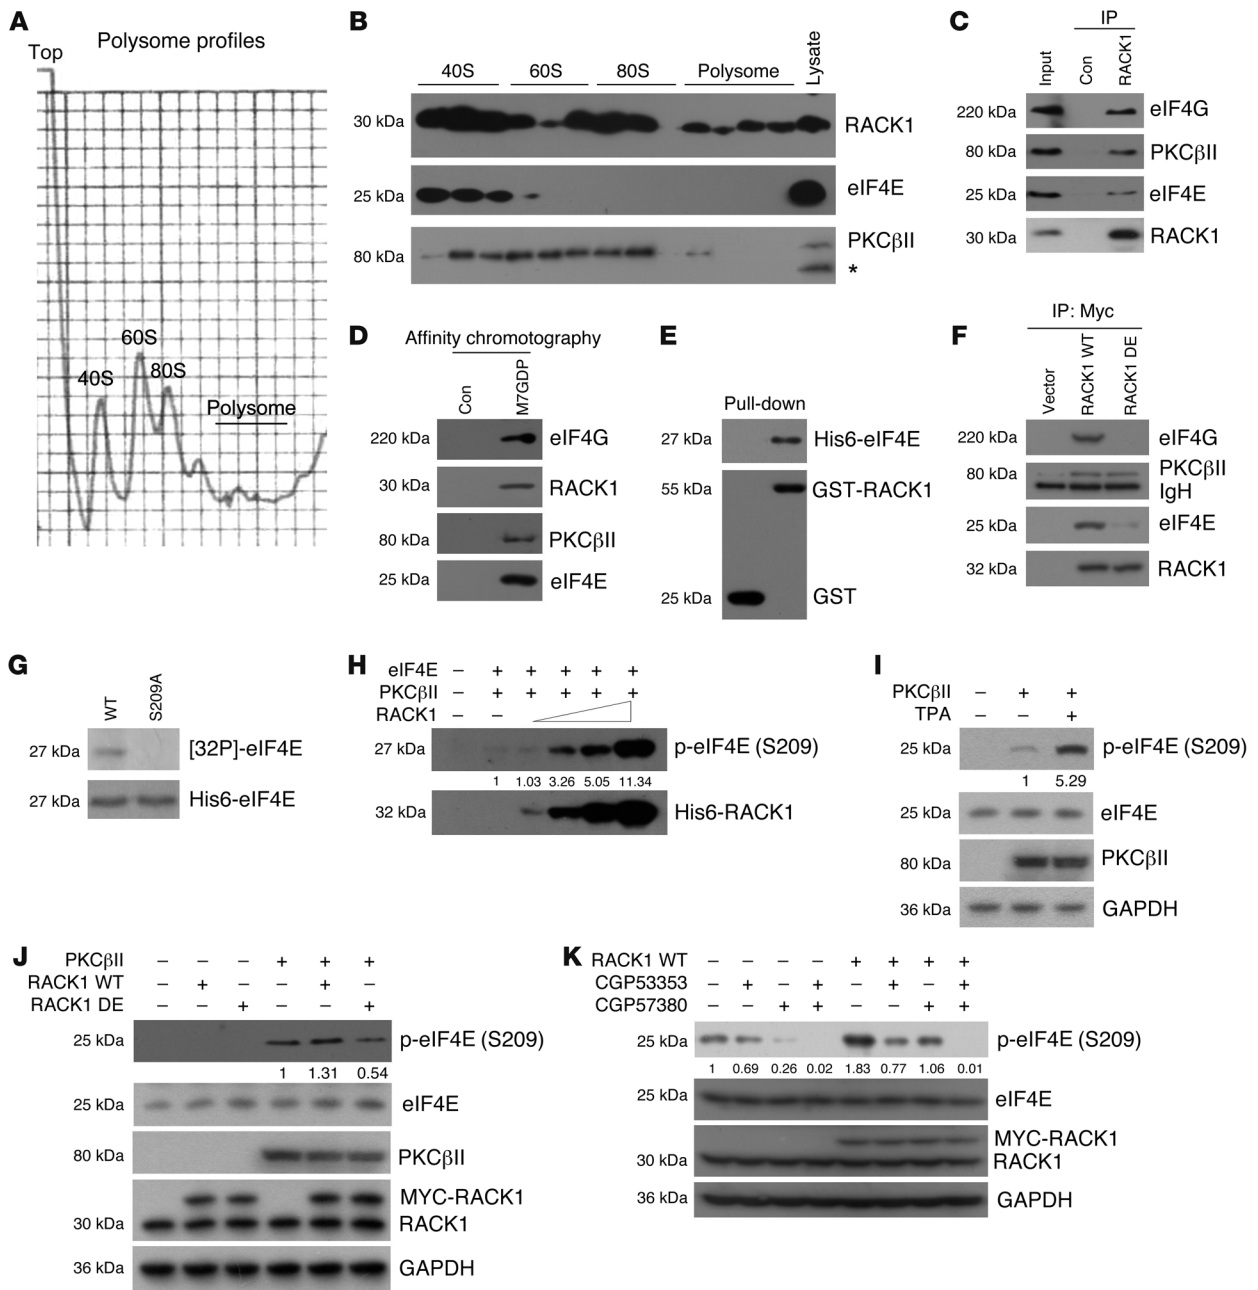 A
Polysome profiles
Top
40S
60S
80S
Polysome
B
40S 60S 80S Polysome Lysate
30 kDa RACK1
25 kDa eIF4E
80 kDa PKCβII
*
C
IP
Input Con RACK1
220 kDa eIF4G
80 kDa PKCβII
25 kDa eIF4E
30 kDa RACK1
D
Affinity chromotography
Con M7GDP
220 kDa eIF4G
30 kDa RACK1
80 kDa PKCβII
25 kDa eIF4E
E
Pull-down
27 kDa His6-eIF4E
55 kDa GST-RACK1
25 kDa GST
F
IP: Myc
Vector RACK1 WT RACK1 DE
220 kDa eIF4G
80 kDa PKCβII
IgH
25 kDa eIF4E
32 kDa RACK1
G
WT S209A
27 kDa [32P]-eIF4E
27 kDa His6-eIF4E
H
eIF4E – + + + + +
PKCβII – + + + + +
RACK1 – –
27 kDa p-eIF4E (S209)
1 1.03 3.26 5.05 11.34
32 kDa His6-RACK1
I
PKCβII – + +
TPA – – +
25 kDa p-eIF4E (S209)
1 5.29
25 kDa eIF4E
80 kDa PKCβII
36 kDa GAPDH
J
PKCβII – – – + + +
RACK1 WT – + – – + –
RACK1 DE – – + – – +
25 kDa p-eIF4E (S209)
1 1.31 0.54
25 kDa eIF4E
80 kDa PKCβII
MYC-RACK1
30 kDa RACK1
36 kDa GAPDH
K
RACK1 WT – – – – + + + +
CGP53353 – + – + – + – +
CGP57380 – – + + – – + +
25 kDa p-eIF4E (S209)
1 0.69 0.26 0.02 1.83 0.77 1.06 0.01
25 kDa eIF4E
MYC-RACK1
30 kDa RACK1
36 kDa GAPDH